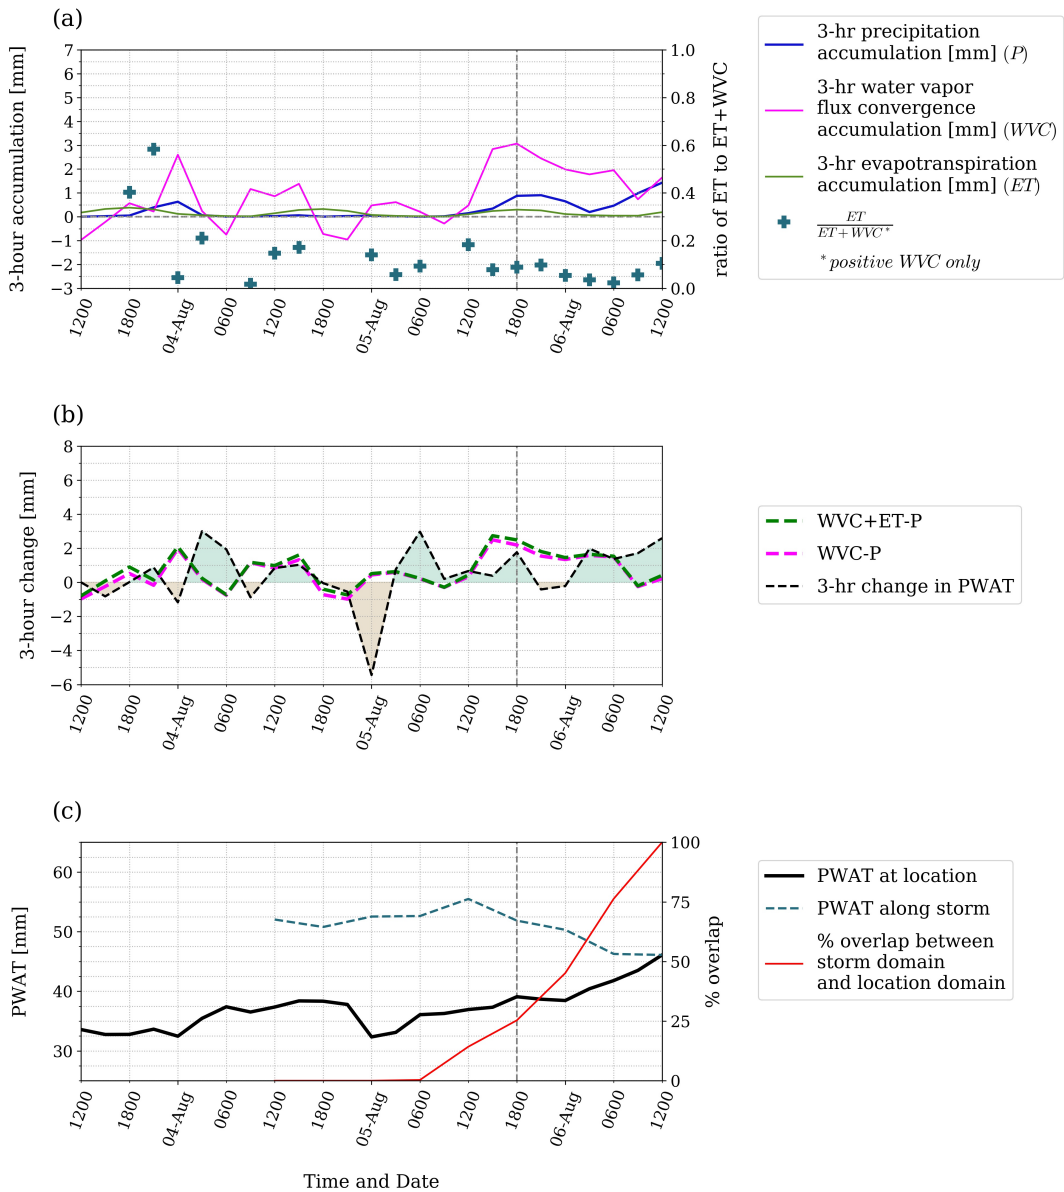 (a)
3-hour accumulation [mm]
7
6
5
4
3
2
1
0
−1
−2
−3
1.0
0.8
0.6
0.4
0.2
0.0
ratio of ET to ET+WVC
1200
1800
04-Aug
0600
1200
1800
05-Aug
0600
1200
1800
06-Aug
0600
1200
3-hr precipitation
accumulation [mm] (P)
3-hr water vapor
flux convergence
accumulation [mm] (WVC)
3-hr evapotranspiration
accumulation [mm] (ET)
ET
ET+WVC*
*positive WVC only
(b)
3-hour change [mm]
8
6
4
2
0
−2
−4
−6
1200
1800
04-Aug
0600
1200
1800
05-Aug
0600
1200
1800
06-Aug
0600
1200
WVC+ET-P
WVC-P
3-hr change in PWAT
(c)
PWAT [mm]
60
50
40
30
100
75
50
25
0
% overlap
1200
1800
04-Aug
0600
1200
1800
05-Aug
0600
1200
1800
06-Aug
0600
1200
PWAT at location
PWAT along storm
% overlap between
storm domain
and location domain
Time and Date